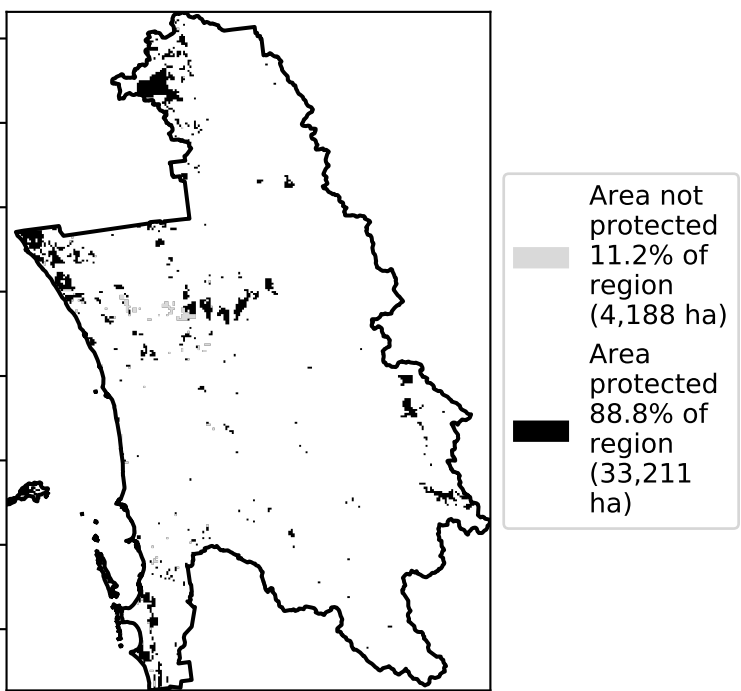 Area not
protected
11.2% of
region
(4,188 ha)
Area
protected
88.8% of
region
(33,211
ha)